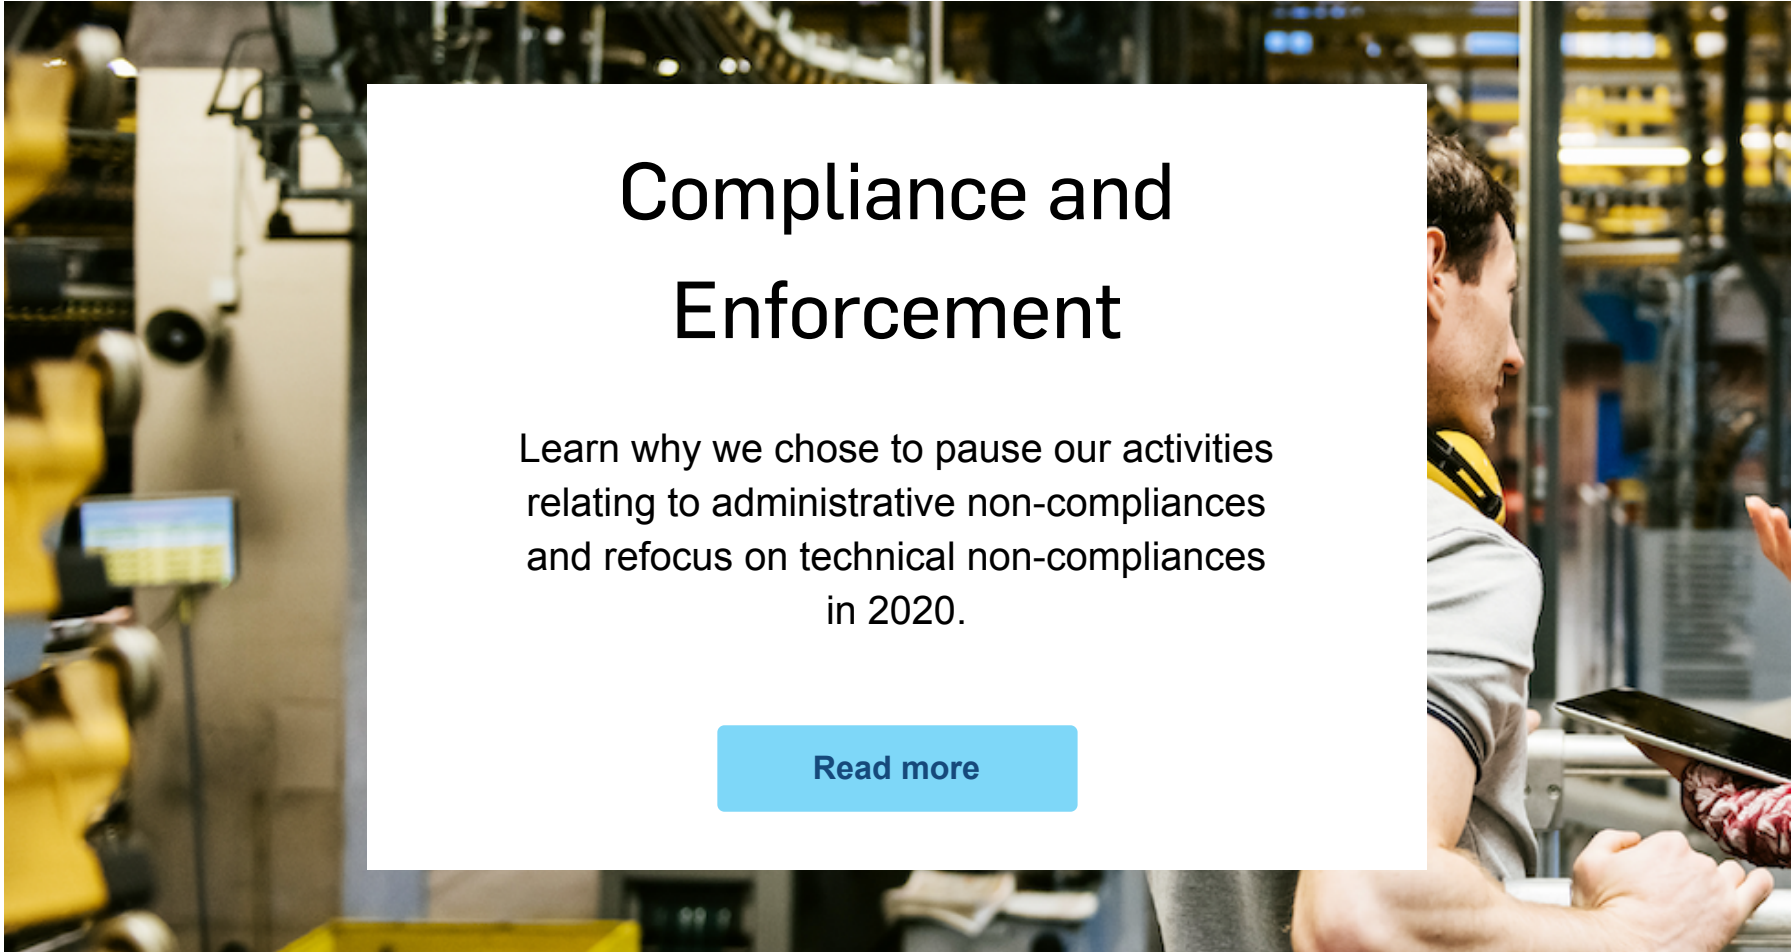 Compliance and
Enforcement
Learn why we chose to pause our activities
relating to administrative non-compliances
and refocus on technical non-compliances
in 2020.
Read more